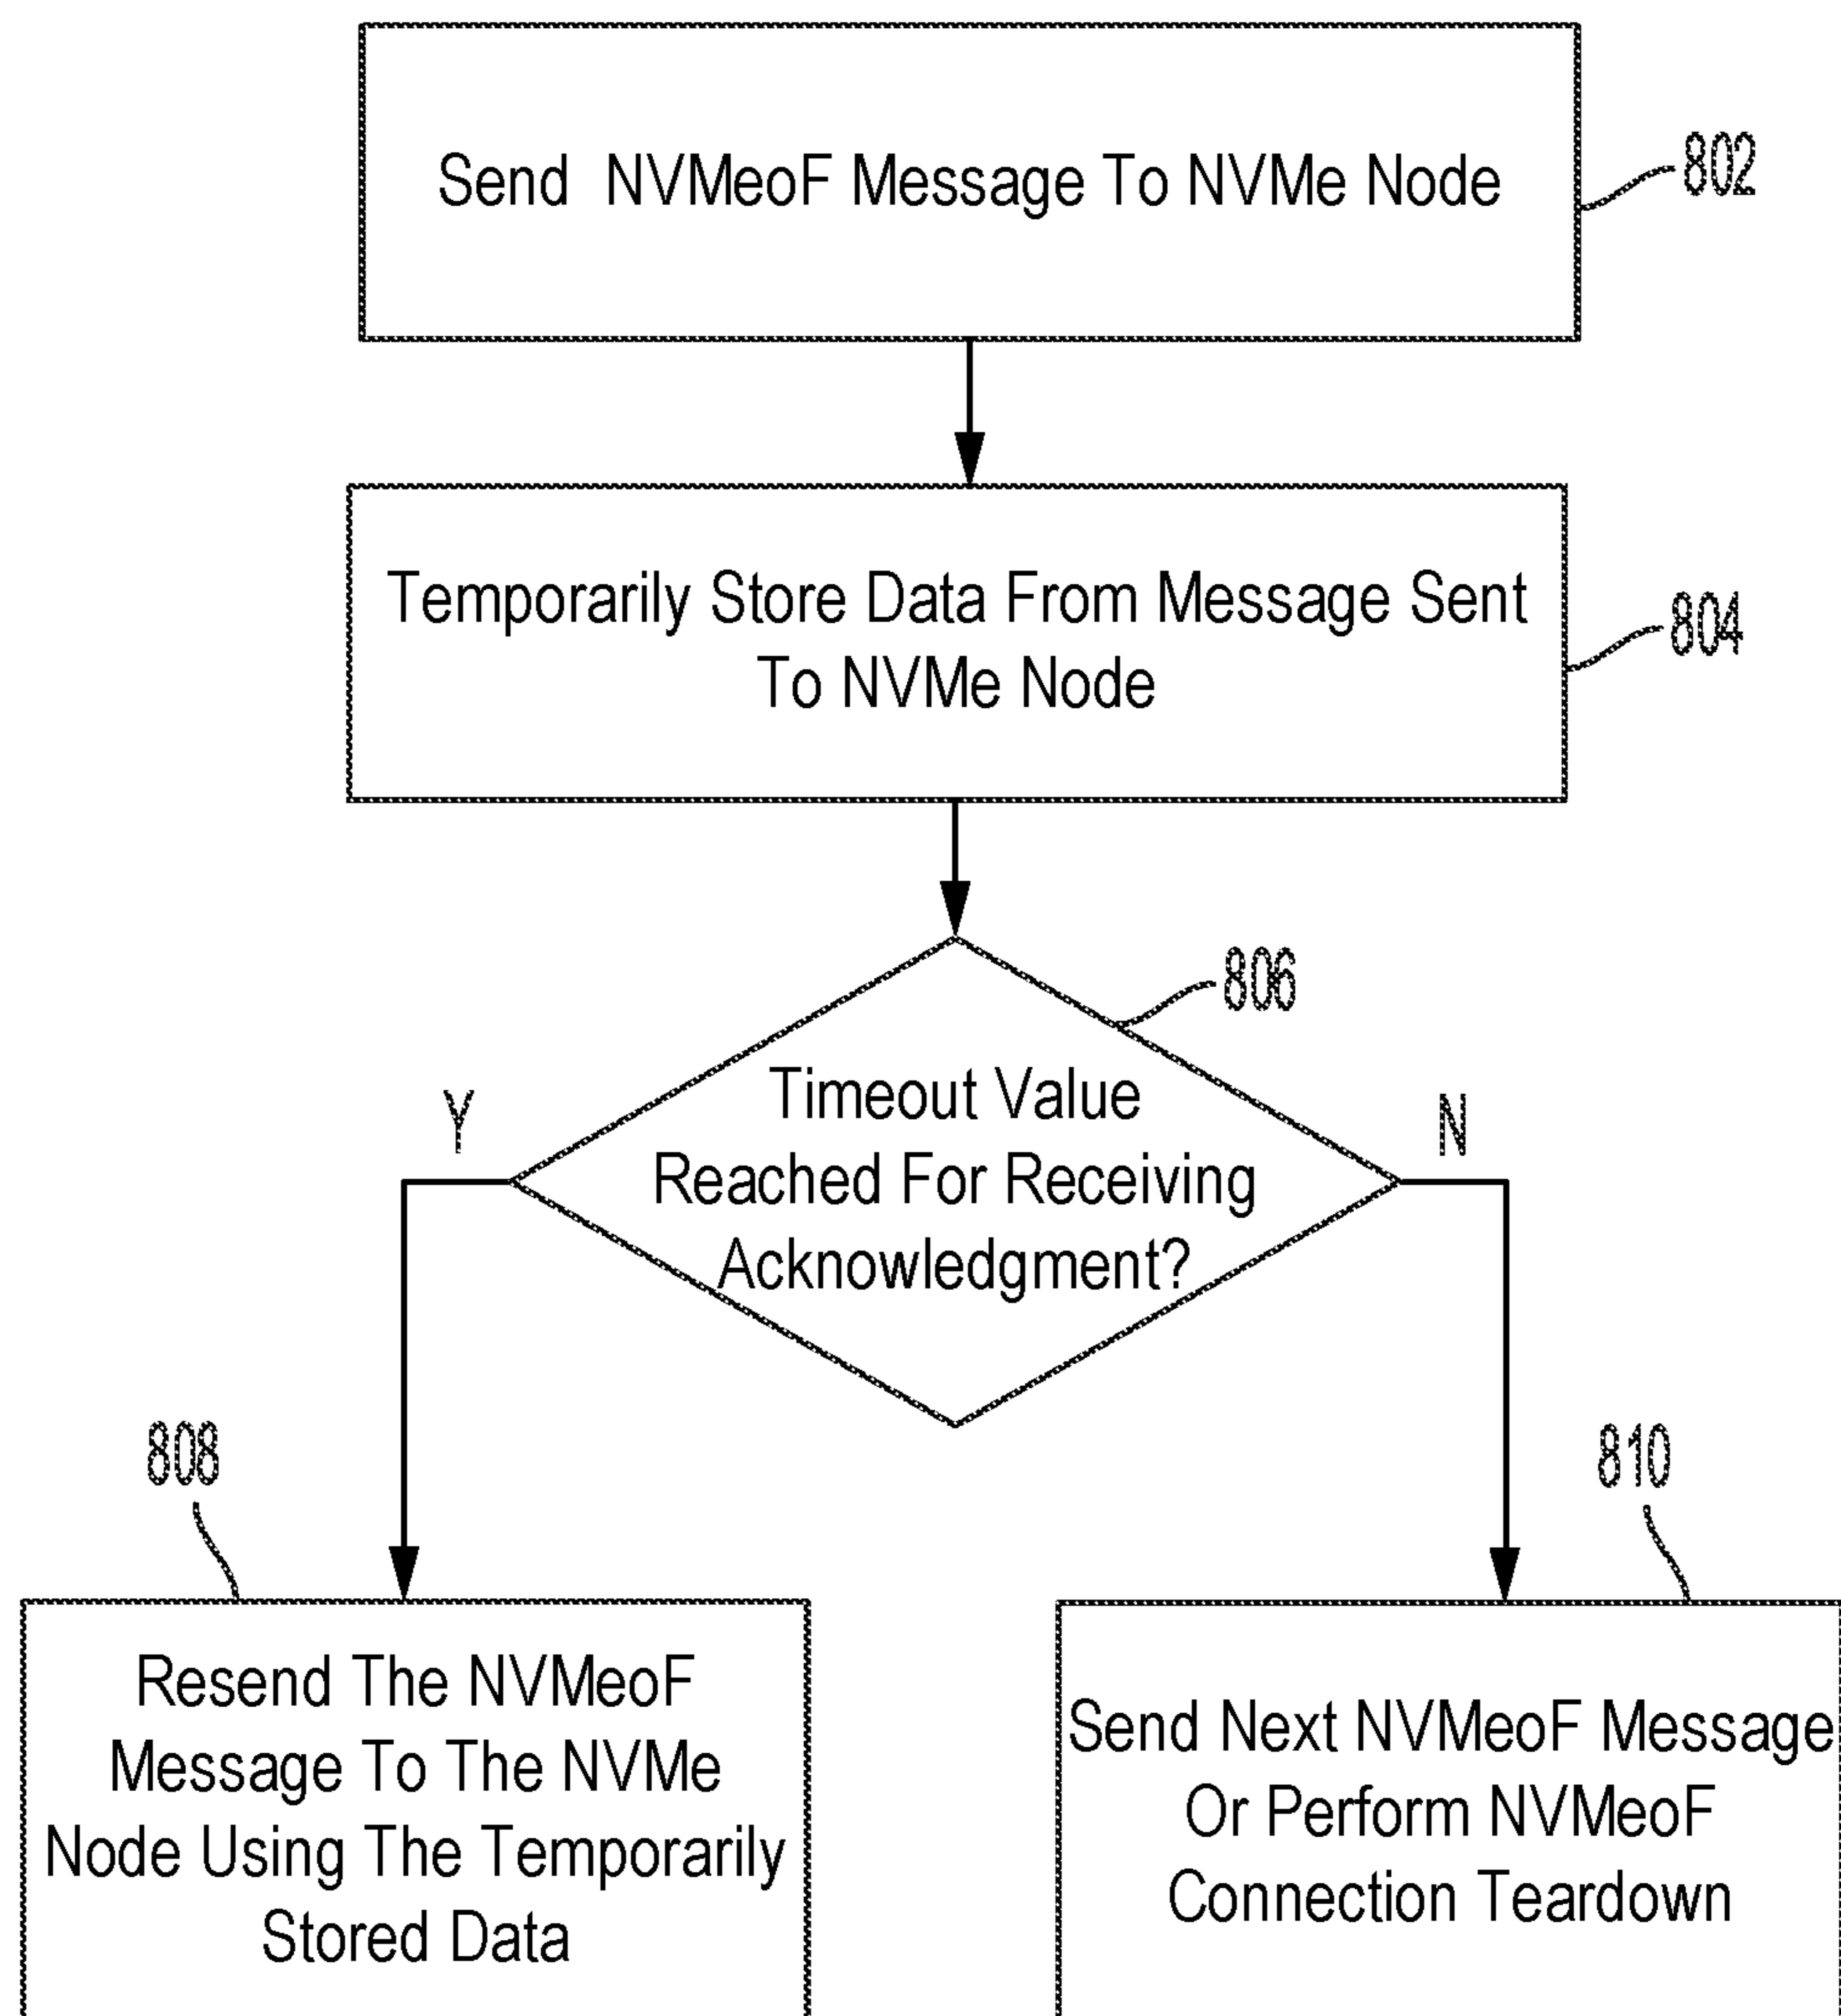 Send NVMeoF Message To NVMe Node
802
Temporarily Store Data From Message Sent
To NVMe Node
804
806
Timeout Value
Reached For Receiving
Acknowledgment?
Y
N
808
810
Resend The NVMeoF
Message To The NVMe
Node Using The Temporarily
Stored Data
Send Next NVMeoF Message
Or Perform NVMeoF
Connection Teardown